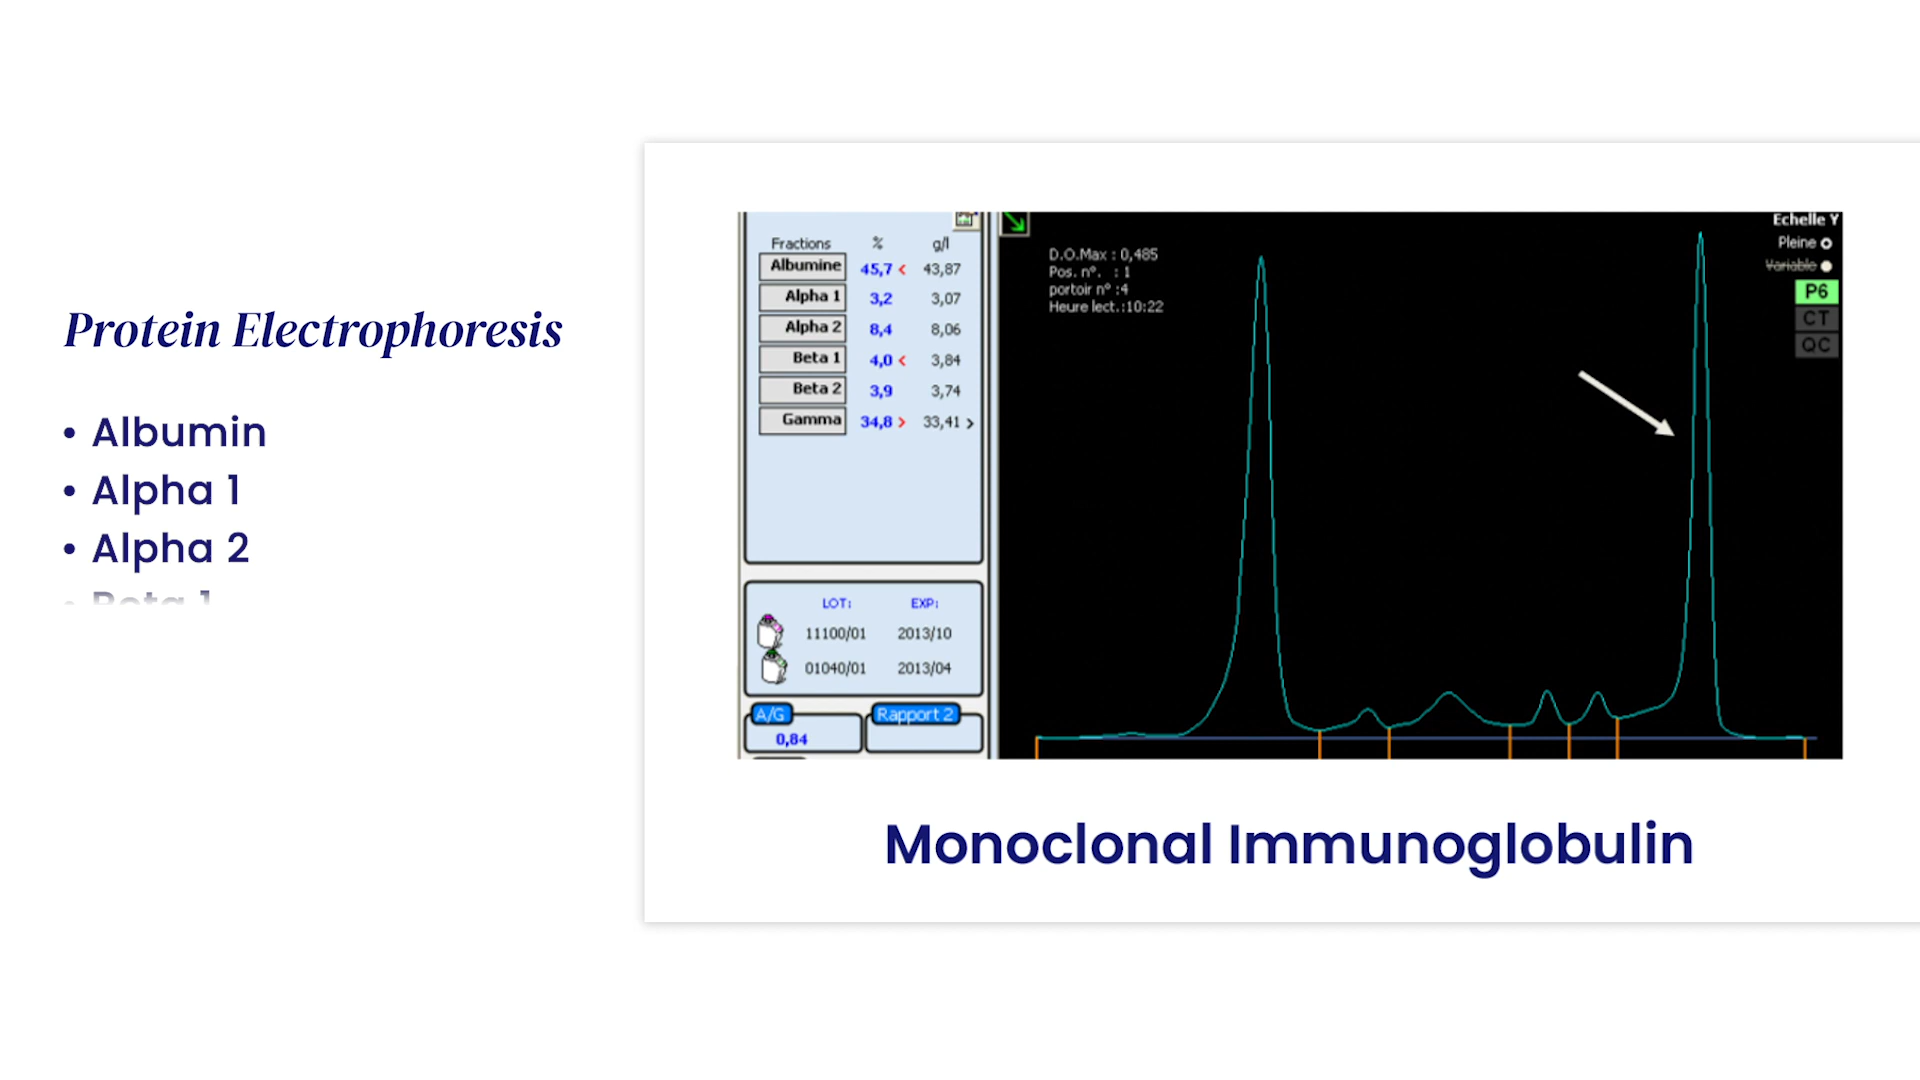 Protein Electrophoresis
• Albumin
• Alpha 1
• Alpha 2
• Beta 1
Fractions % g/l
Albumine 45,7 < 43,87
Alpha 1 3,2 3,07
Alpha 2 8,4 8,06
Beta 1 4,0 < 3,84
Beta 2 3,9 3,74
Gamma 34,8 > 33,41 >
LOT: EXP:
11100/01 2013/10
01040/01 2013/04
A/G Rapport 2
0,84
D.O.Max : 0,485
Pos. n°. : 1
portoir n° :4
Heure lect.:10:22
Echelle Y
Pleine
Variable
P6
CT
QC
Monoclonal Immunoglobulin